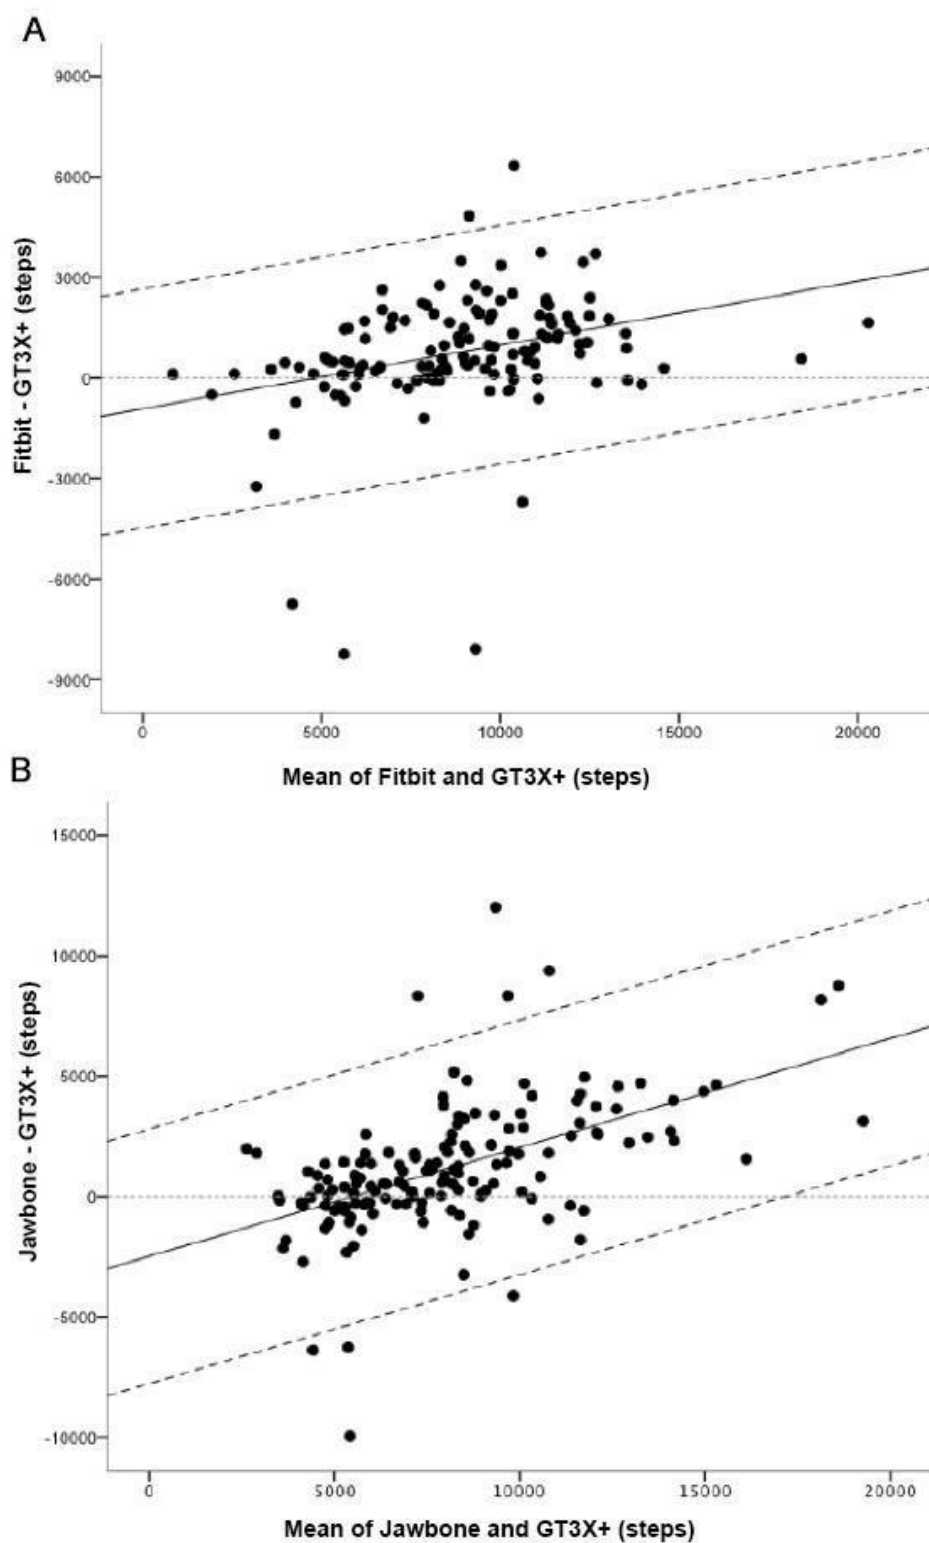 A
9000
6000
3000
0
-3000
-6000
-9000
Fitbit - GT3X+ (steps)
0 5000 10000 15000 20000
Mean of Fitbit and GT3X+ (steps)
B
15000
10000
5000
0
-5000
-10000
Jawbone - GT3X+ (steps)
0 5000 10000 15000 20000
Mean of Jawbone and GT3X+ (steps)